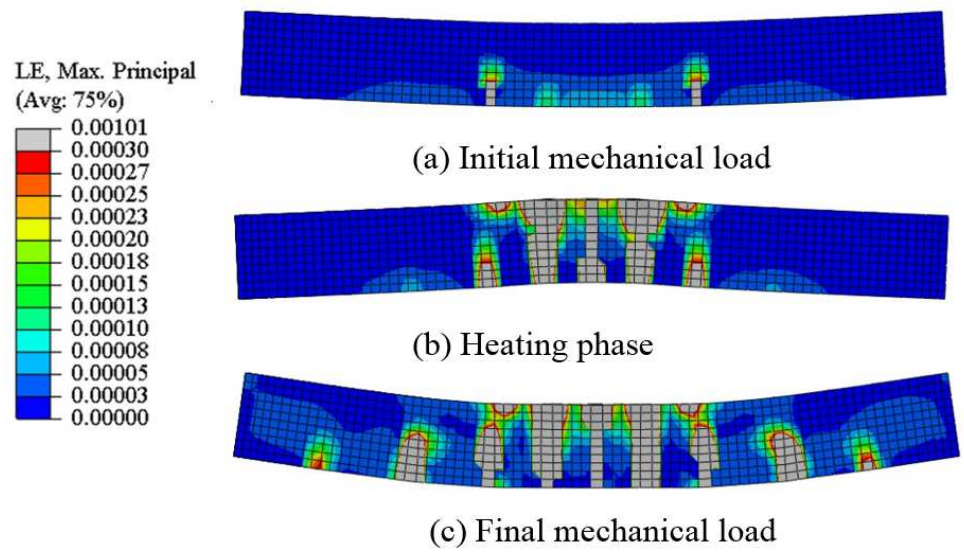 LE, Max. Principal
(Avg: 75%)
0.00101
0.00030
0.00027
0.00025
0.00023
0.00020
0.00018
0.00015
0.00013
0.00010
0.00008
0.00005
0.00003
0.00000
(a) Initial mechanical load
(b) Heating phase
(c) Final mechanical load